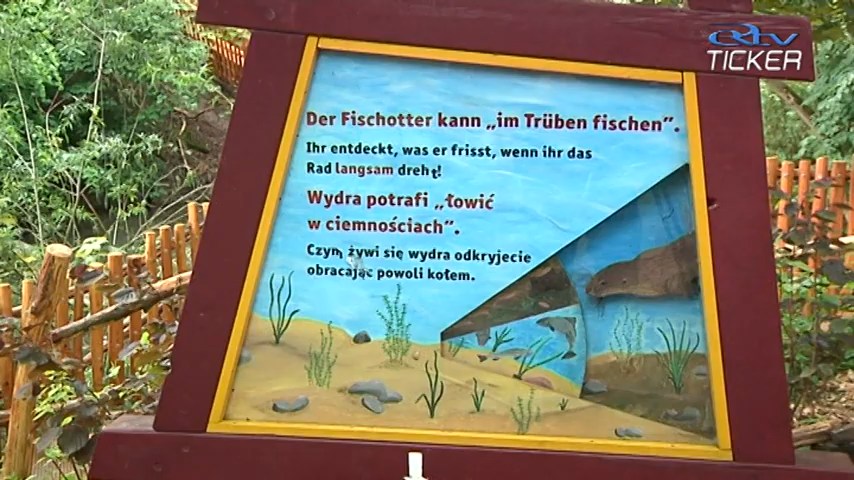 RTV
TICKER
Der Fischotter kann „im Trüben fischen”.
Ihr entdeckt, was er frisst, wenn ihr das
Rad langsam dreht!
Wydra potrafi „łowić
w ciemnościach”.
Czym żywi się wydra odkryjecie
obracając powoli kołem.